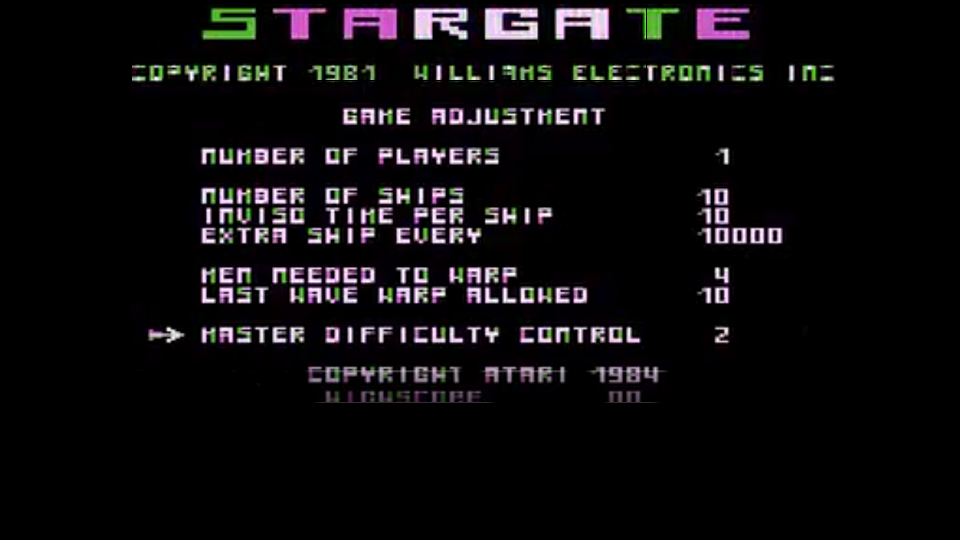 STARGATE
COPYRIGHT 1981 WILLIAMS ELECTRONICS INC
GAME ADJUSTMENT
NUMBER OF PLAYERS 1
NUMBER OF SHIPS 10
INVISO TIME PER SHIP 10
EXTRA SHIP EVERY 10000
MEN NEEDED TO WARP 4
LAST WAVE WARP ALLOWED 10
MASTER DIFFICULTY CONTROL 2
COPYRIGHT ATARI 1984